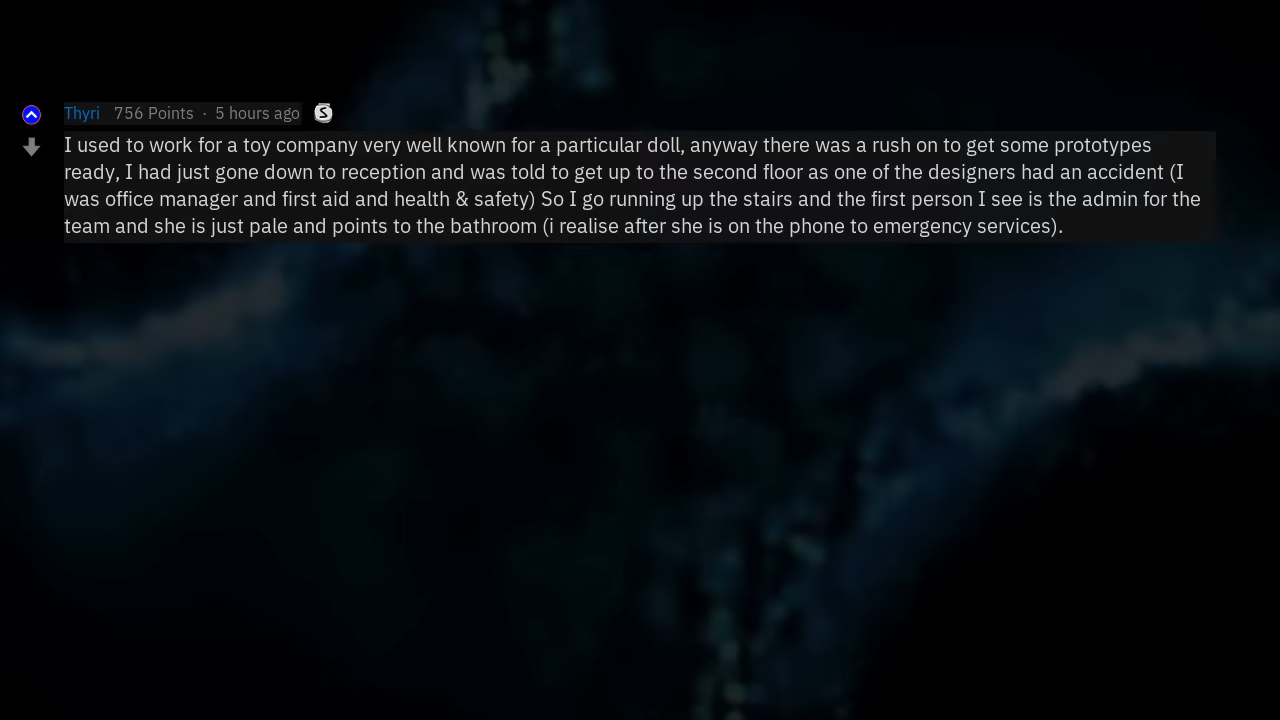 Thyri 756 Points · 5 hours ago
I used to work for a toy company very well known for a particular doll, anyway there was a rush on to get some prototypes
ready, I had just gone down to reception and was told to get up to the second floor as one of the designers had an accident (I
was office manager and first aid and health & safety) So I go running up the stairs and the first person I see is the admin for the
team and she is just pale and points to the bathroom (i realise after she is on the phone to emergency services).